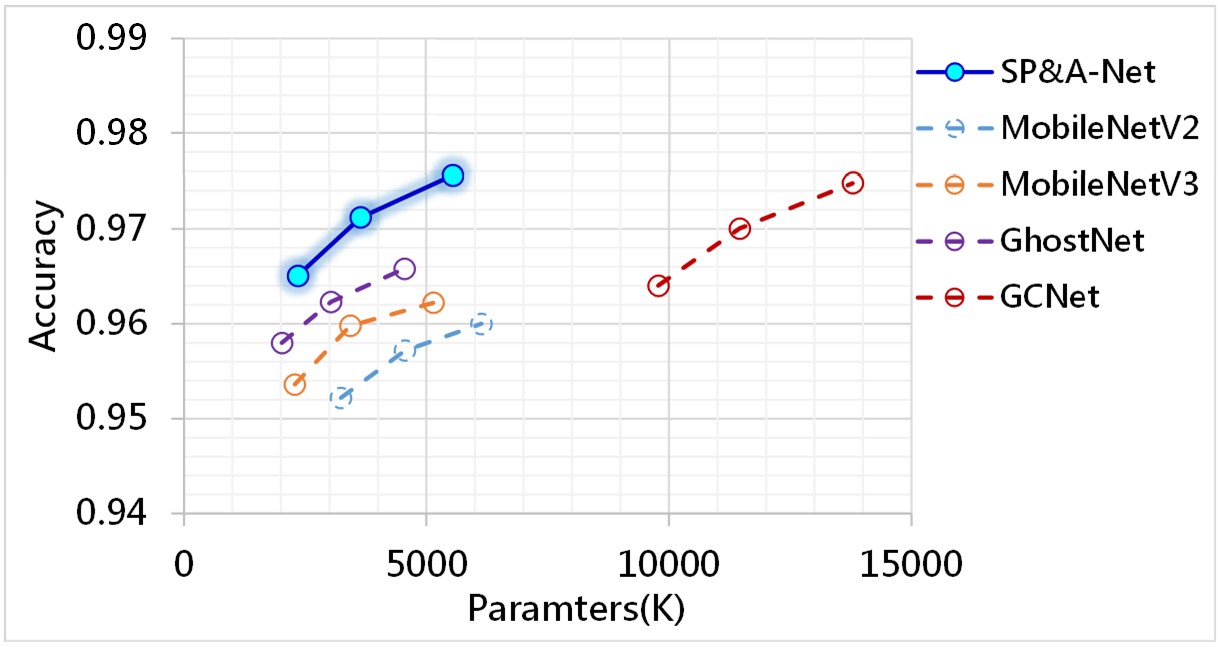 0.99
0.98
0.97
0.96
0.95
0.94
Accuracy
0
5000
10000
15000
Paramters(K)
SP&A-Net
MobileNetV2
MobileNetV3
GhostNet
GCNet